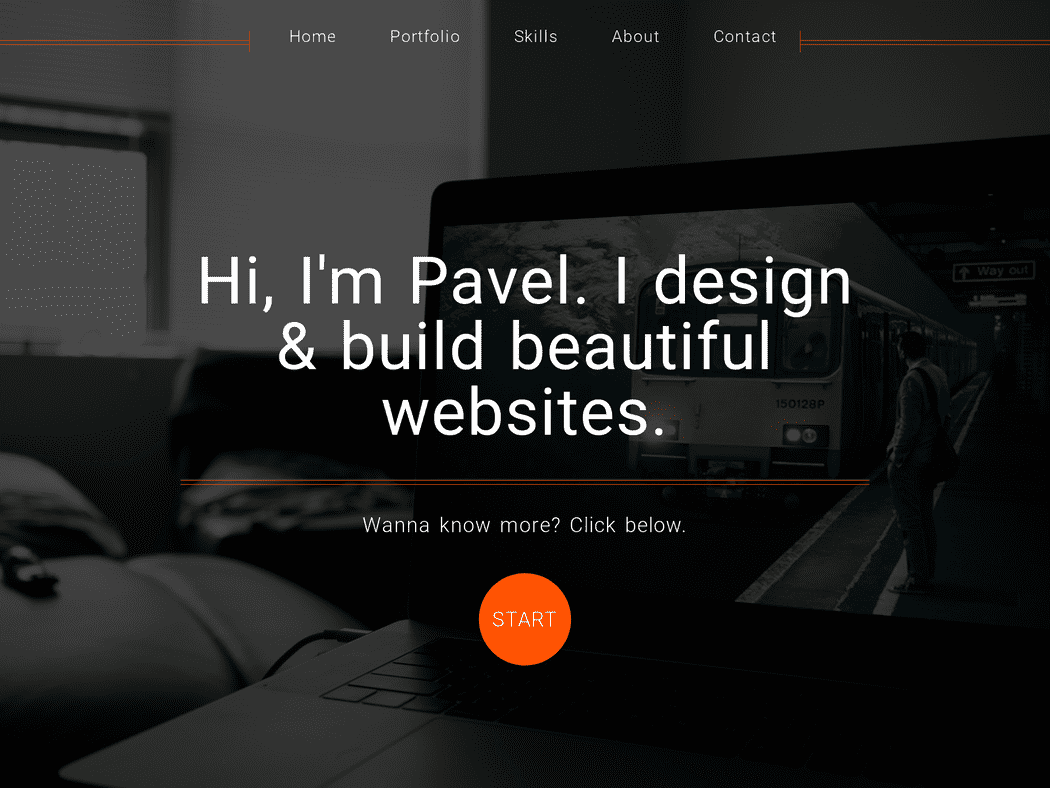 Home Portfolio Skills About Contact
Way out
Hi, I'm Pavel. I design
& build beautiful
websites.
150128P
Wanna know more? Click below.
START